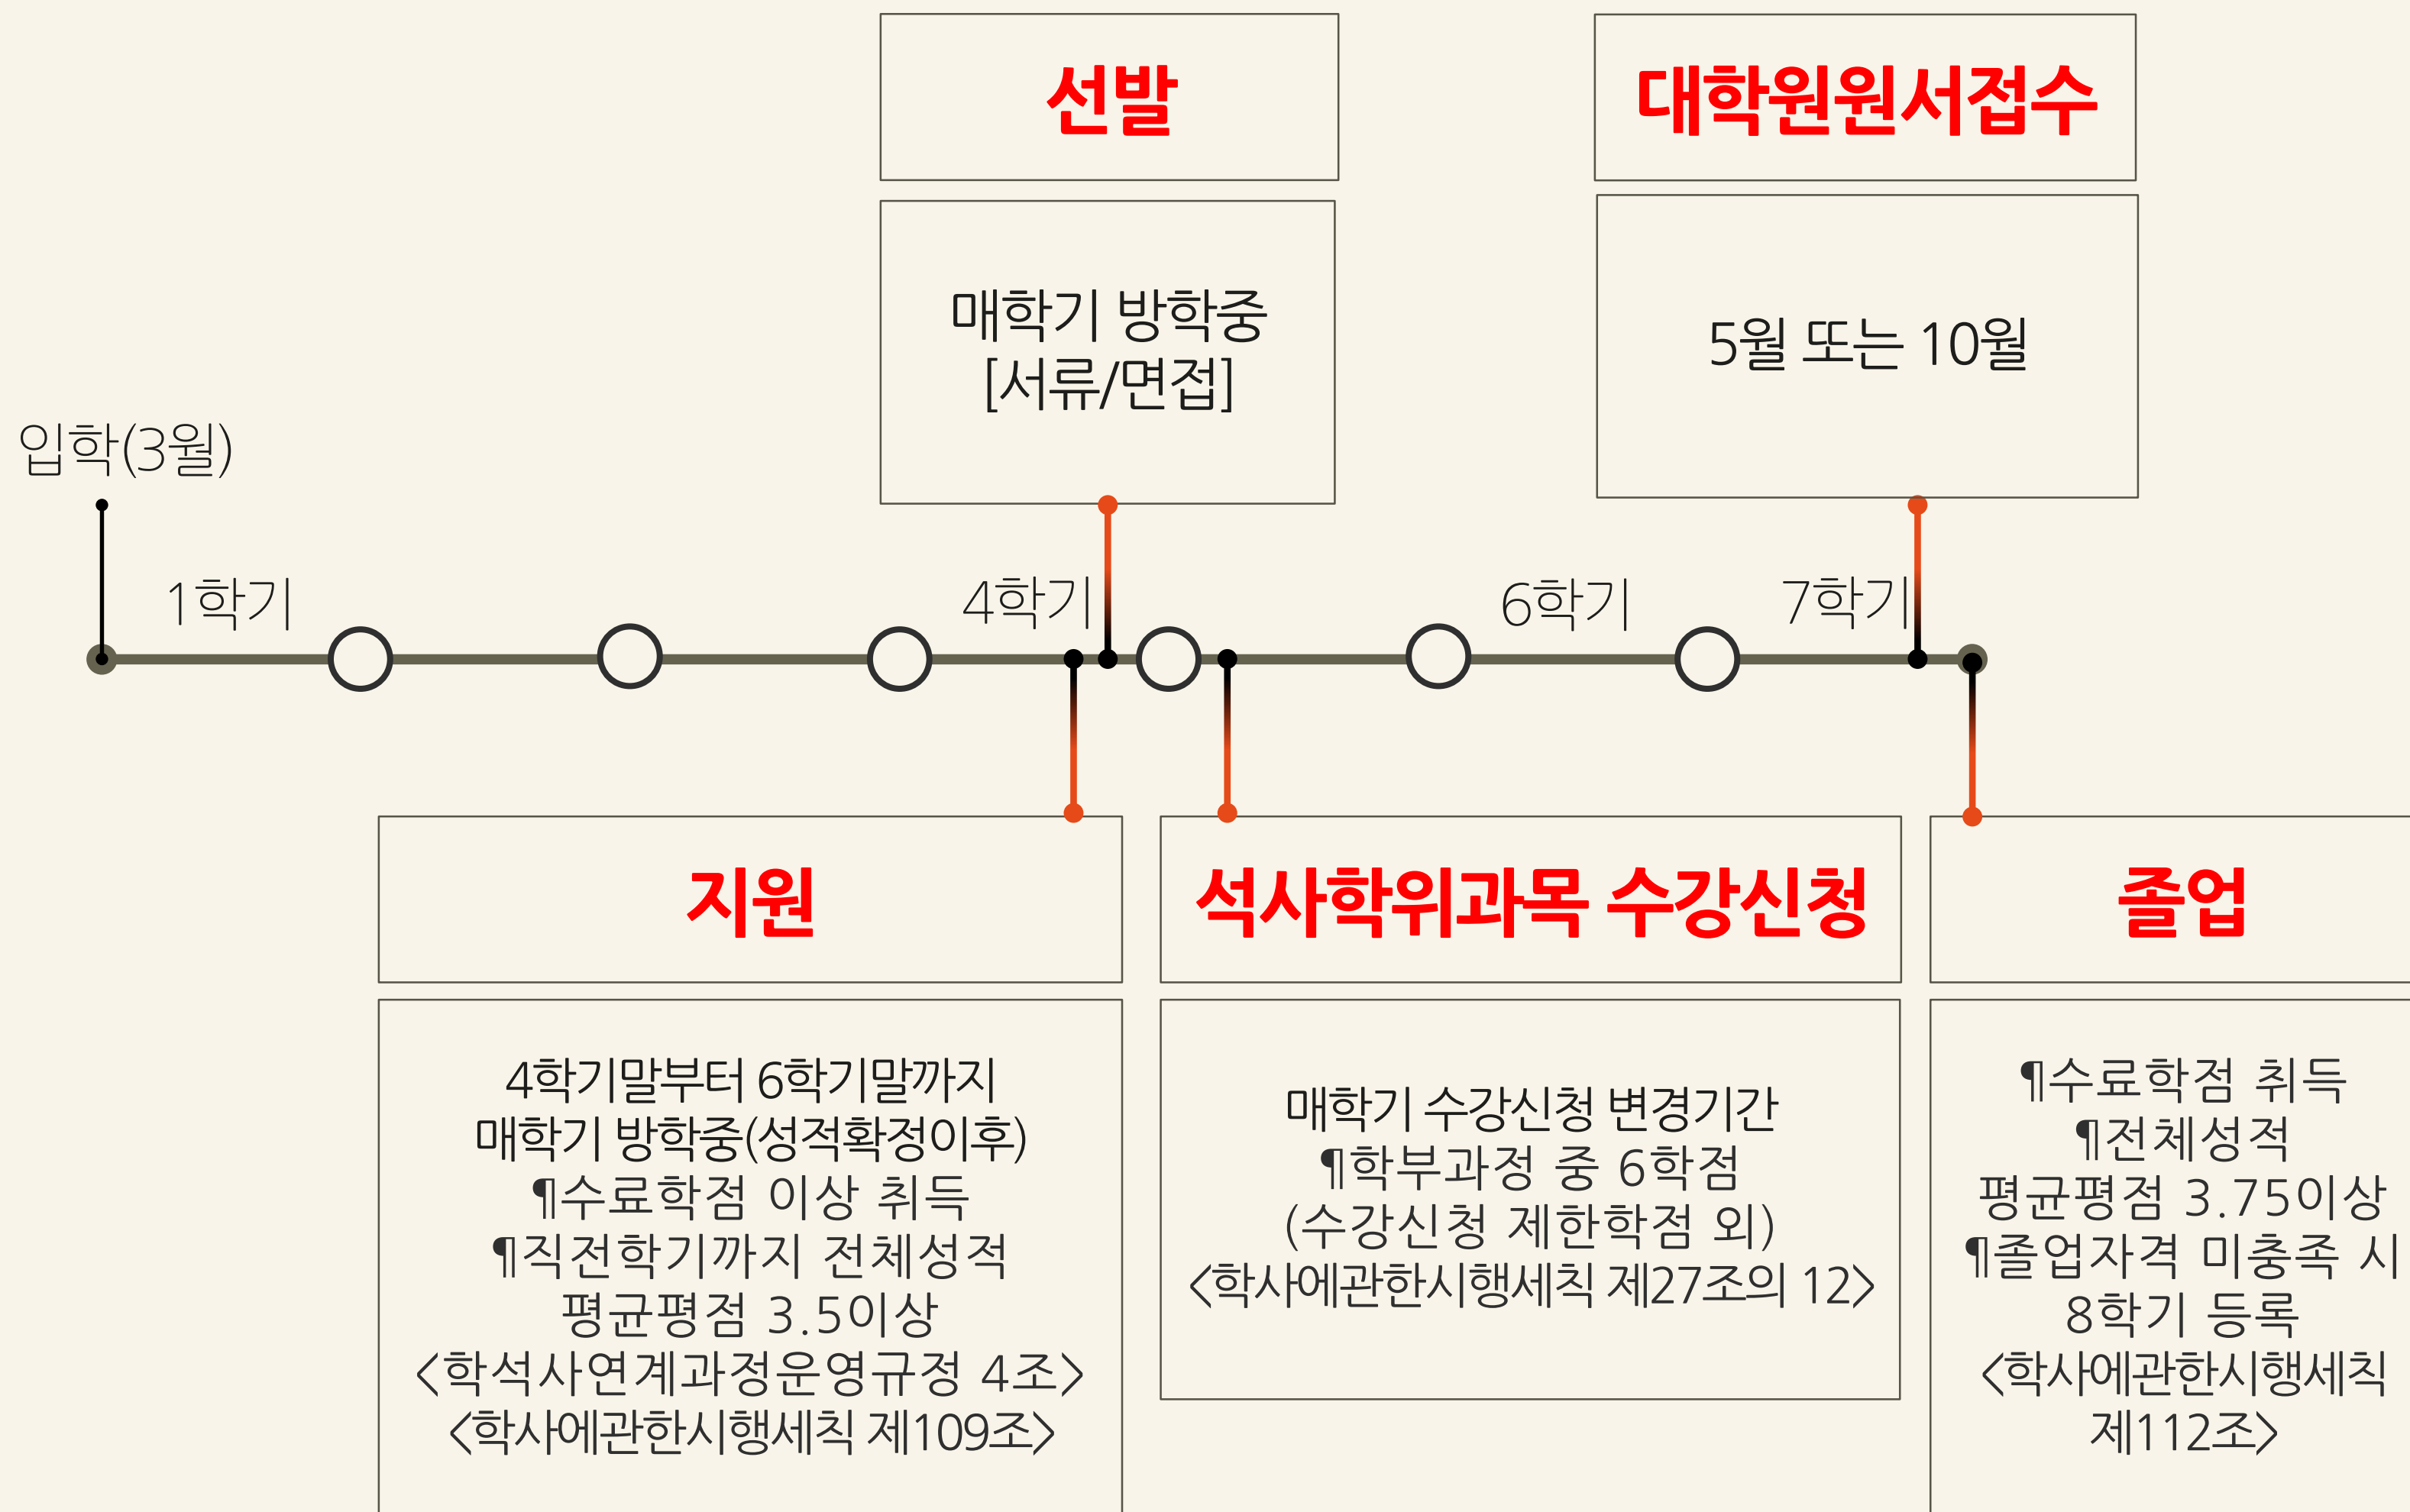 선발
대학원원서접수
매학기 방학중
[서류/면접]
5월 또는 10월
입학(3월)
1학기
4학기
6학기
7학기
지원
4학기말부터 6학기말까지
매학기 방학중(성적확정이후)
¶수료학점 이상 취득
¶직전학기까지 전체성적
평균평점 3.5이상
<학석사연계과정운영규정 4조>
<학사에관한시행세칙 제109조>
석사학위과목 수강신청
매학기 수강신청 변경기간
¶학부과정 중 6학점
(수강신청 제한학점 외)
<학사에관한시행세칙 제27조의 12>
졸업
¶수료학점 취득
¶전체성적
평균평점 3.75이상
¶졸업자격 미충족 시
8학기 등록
<학사에관한시행세칙
제112조>